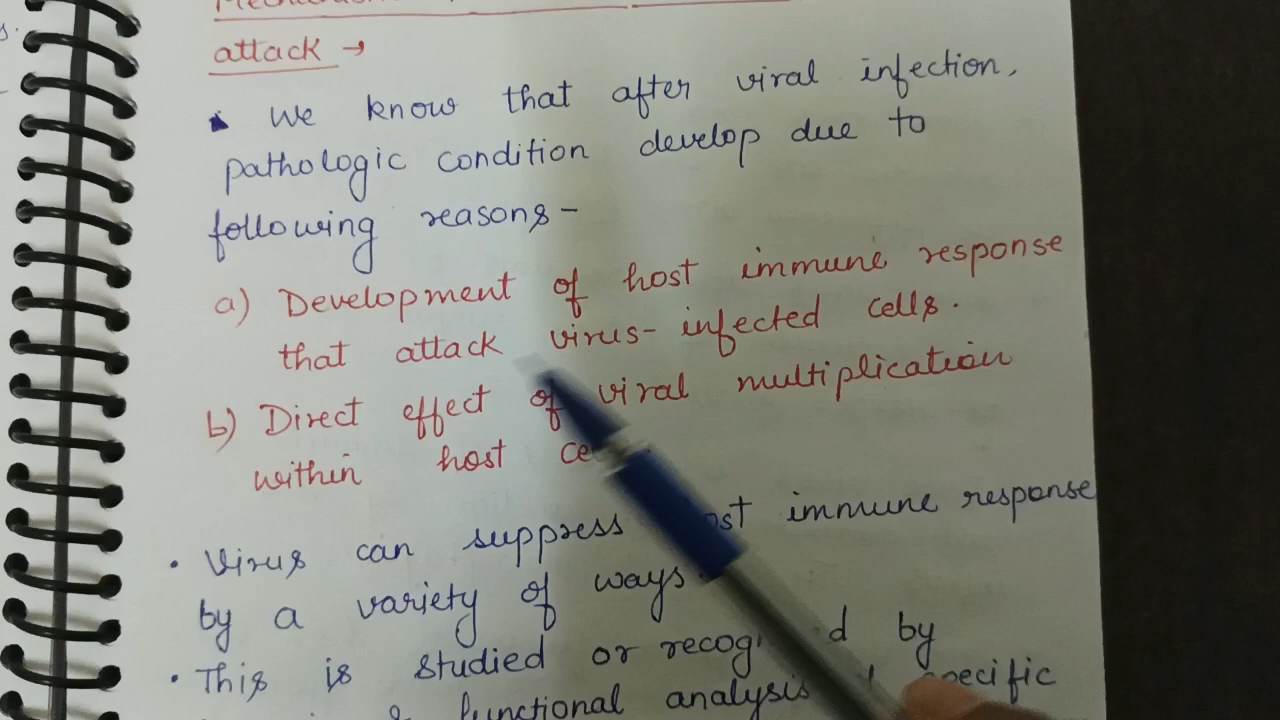 attack →
We know that after viral infection,
pathologic condition develop due to
following reasons-
a) Development of host immune response
that attack virus-infected cells.
b) Direct effect of viral multiplication
within host
• Virus can suppress immune response
by a variety of ways.
• This is studied or by
functional analysis